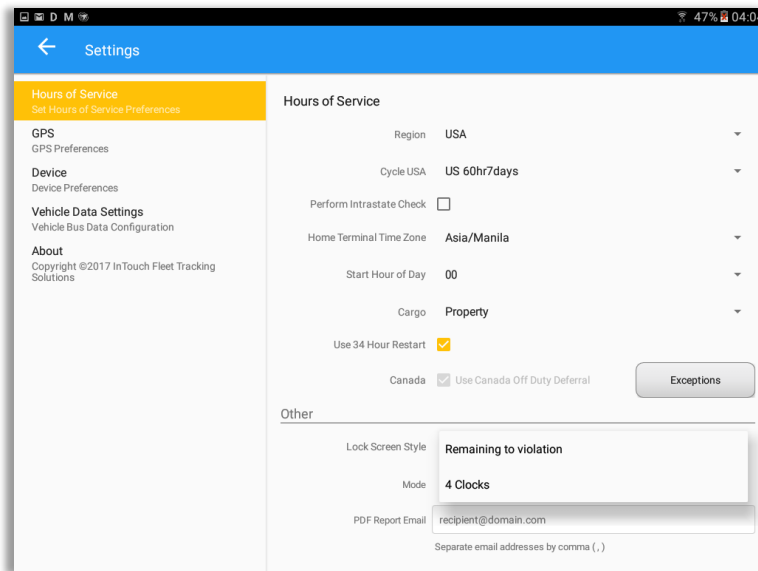 D M 47% 04:04
Settings
Hours of Service
Set Hours of Service Preferences
GPS
GPS Preferences
Device
Device Preferences
Vehicle Data Settings
Vehicle Bus Data Configuration
About
Copyright ©2017 InTouch Fleet Tracking
Solutions
Hours of Service
Region USA
Cycle USA US 60hr7days
Perform Intrastate Check
Home Terminal Time Zone Asia/Manila
Start Hour of Day 00
Cargo Property
Use 34 Hour Restart
Canada Use Canada Off Duty Deferral Exceptions
Other
Lock Screen Style Remaining to violation
Mode 4 Clocks
PDF Report Email recipient@domain.com
Separate email addresses by comma ( , )